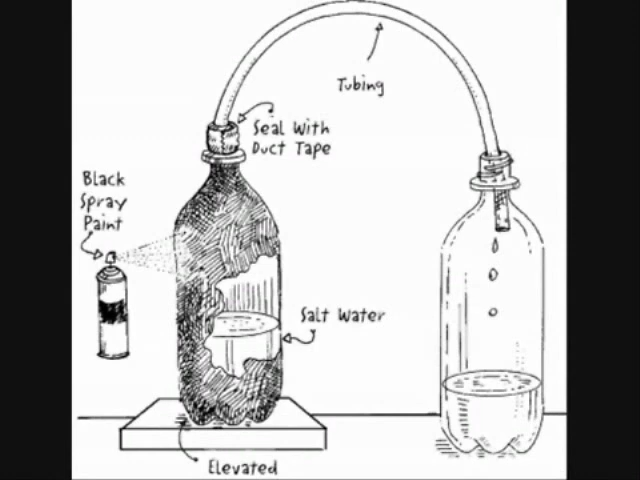 Tubing
Seal With
Duct Tape
Black
Spray
Paint
Salt Water
Elevated